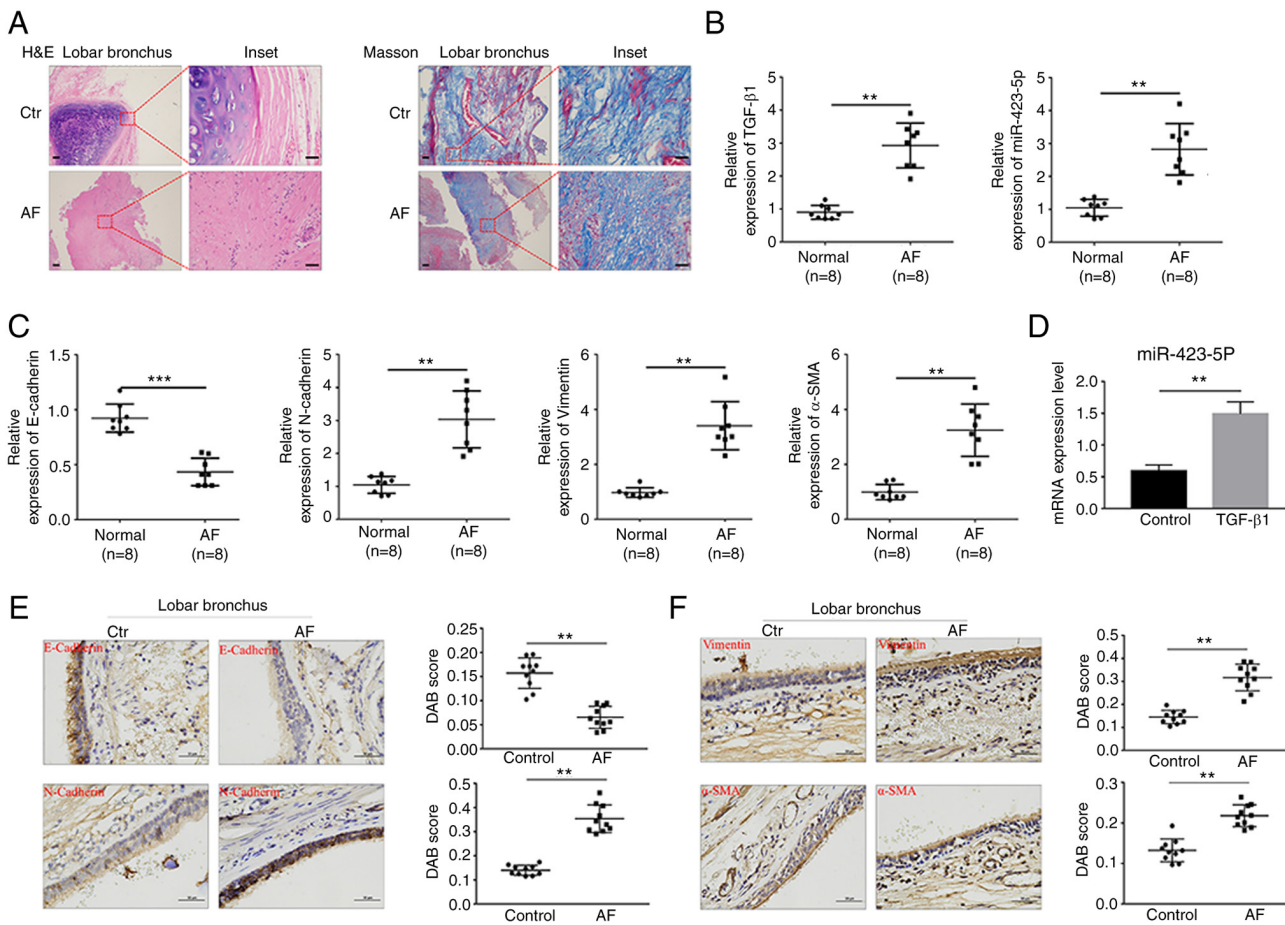 A
H&E Lobar bronchus Inset
Ctr
AF
Masson Lobar bronchus Inset
B
Relative
expression of TGF-β1
5
4
3
2
1
0
**
Normal
(n=8)
AF
(n=8)
Relative
expression of miR-423-5p
5
4
3
2
1
0
**
Normal
(n=8)
AF
(n=8)
C
Relative
expression of E-cadherin
1.5
1.0
0.5
0.0
***
Normal
(n=8)
AF
(n=8)
Relative
expression of N-cadherin
5
4
3
2
1
0
**
Normal
(n=8)
AF
(n=8)
Relative
expression of Vimentin
6
4
2
0
**
Normal
(n=8)
AF
(n=8)
Relative
expression of α-SMA
6
4
2
0
**
Normal
(n=8)
AF
(n=8)
D
miR-423-5P
mRNA expression level
2.0
1.5
1.0
0.5
0.0
**
Control
TGF-β1
E
Lobar bronchus
Ctr
AF
E-Cadherin
E-Cadherin
N-Cadherin
N-Cadherin
DAB score
0.25
0.20
0.15
0.10
0.05
0.00
**
Control
AF
DAB score
0.5
0.4
0.3
0.2
0.1
0.0
**
Control
AF
F
Lobar bronchus
Ctr
AF
Vimentin
Vimentin
α-SMA
α-SMA
DAB score
0.5
0.4
0.3
0.2
0.1
0.0
**
Control
AF
DAB score
0.3
0.2
0.1
0.0
**
Control
AF